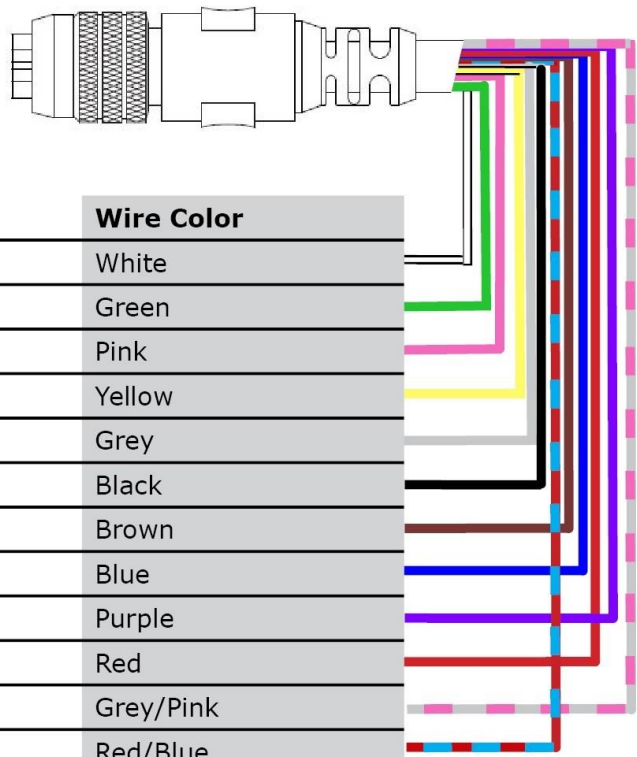 Wire Color
White
Green
Pink
Yellow
Grey
Black
Brown
Blue
Purple
Red
Grey/Pink
Red/Blue